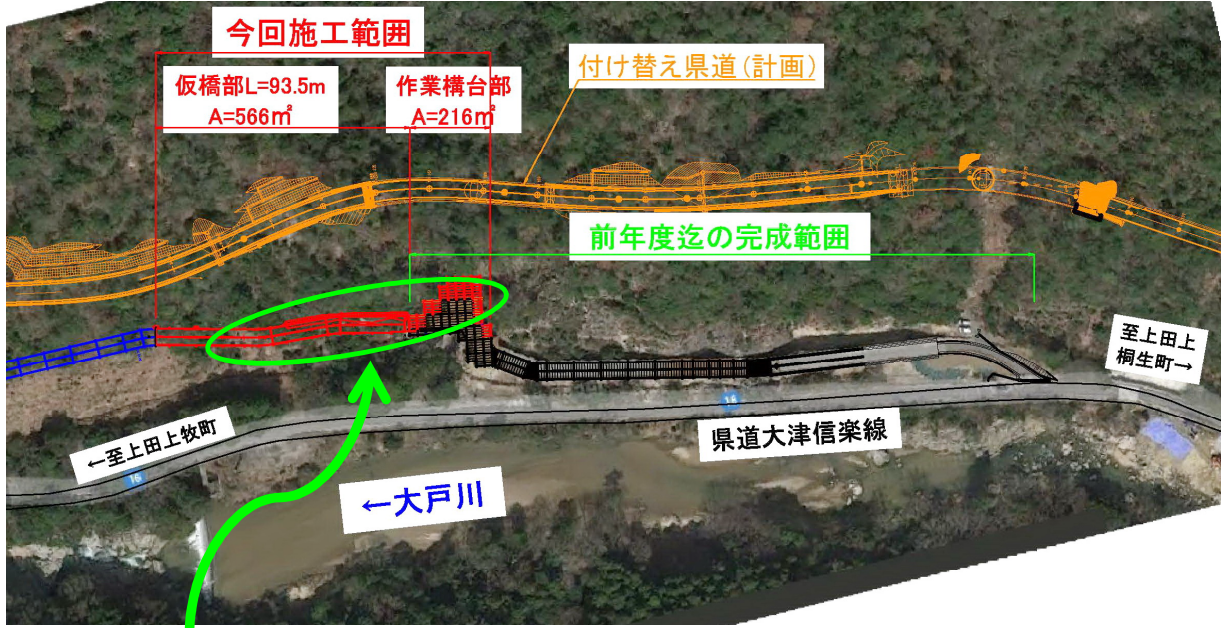 今回施工範囲
仮橋部L=93.5m
A=566㎡
作業構台部
A=216㎡
付け替え県道(計画)
前年度迄の完成範囲
至上田上
桐生町→
16
県道大津信楽線
←至上田上牧町
16
←大戸川